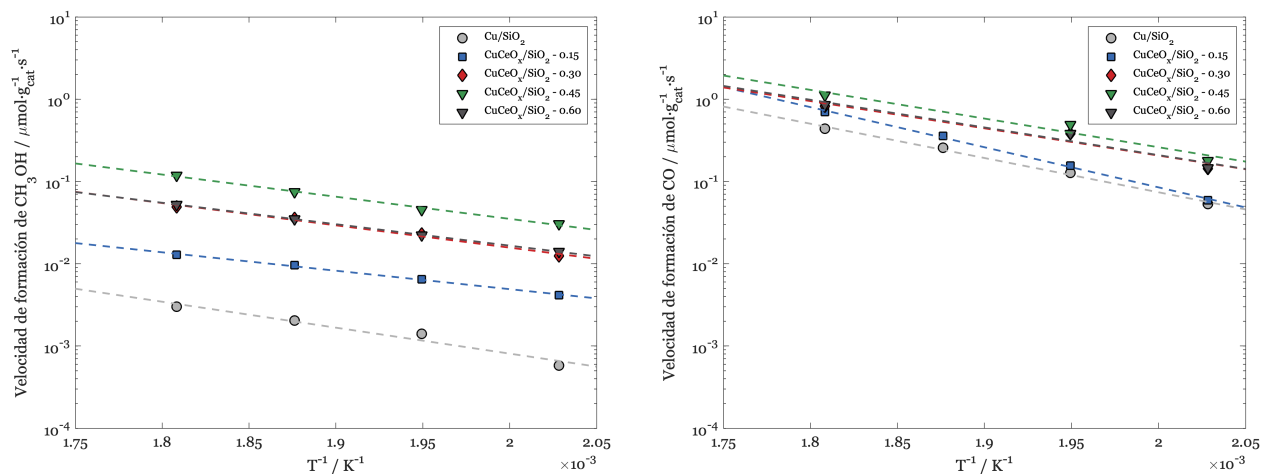 Velocidad de formación de CH3OH / μmol·gcat-1·s-1
10^1
10^0
10^-1
10^-2
10^-3
10^-4
1.75
1.8
1.85
1.9
1.95
2
2.05
×10^-3
T^-1 / K^-1
Cu/SiO2
CuCeOx/SiO2 - 0.15
CuCeOx/SiO2 - 0.30
CuCeOx/SiO2 - 0.45
CuCeOx/SiO2 - 0.60
Velocidad de formación de CO / μmol·gcat-1·s-1
10^1
10^0
10^-1
10^-2
10^-3
10^-4
1.75
1.8
1.85
1.9
1.95
2
2.05
×10^-3
T^-1 / K^-1
Cu/SiO2
CuCeOx/SiO2 - 0.15
CuCeOx/SiO2 - 0.30
CuCeOx/SiO2 - 0.45
CuCeOx/SiO2 - 0.60